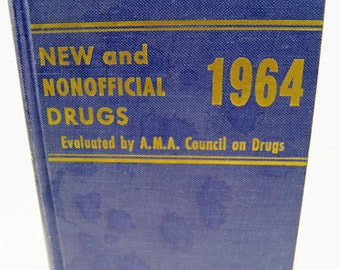 NEW and
NONOFFICIAL
DRUGS
1964
Evaluated by A.M.A. Council on Drugs